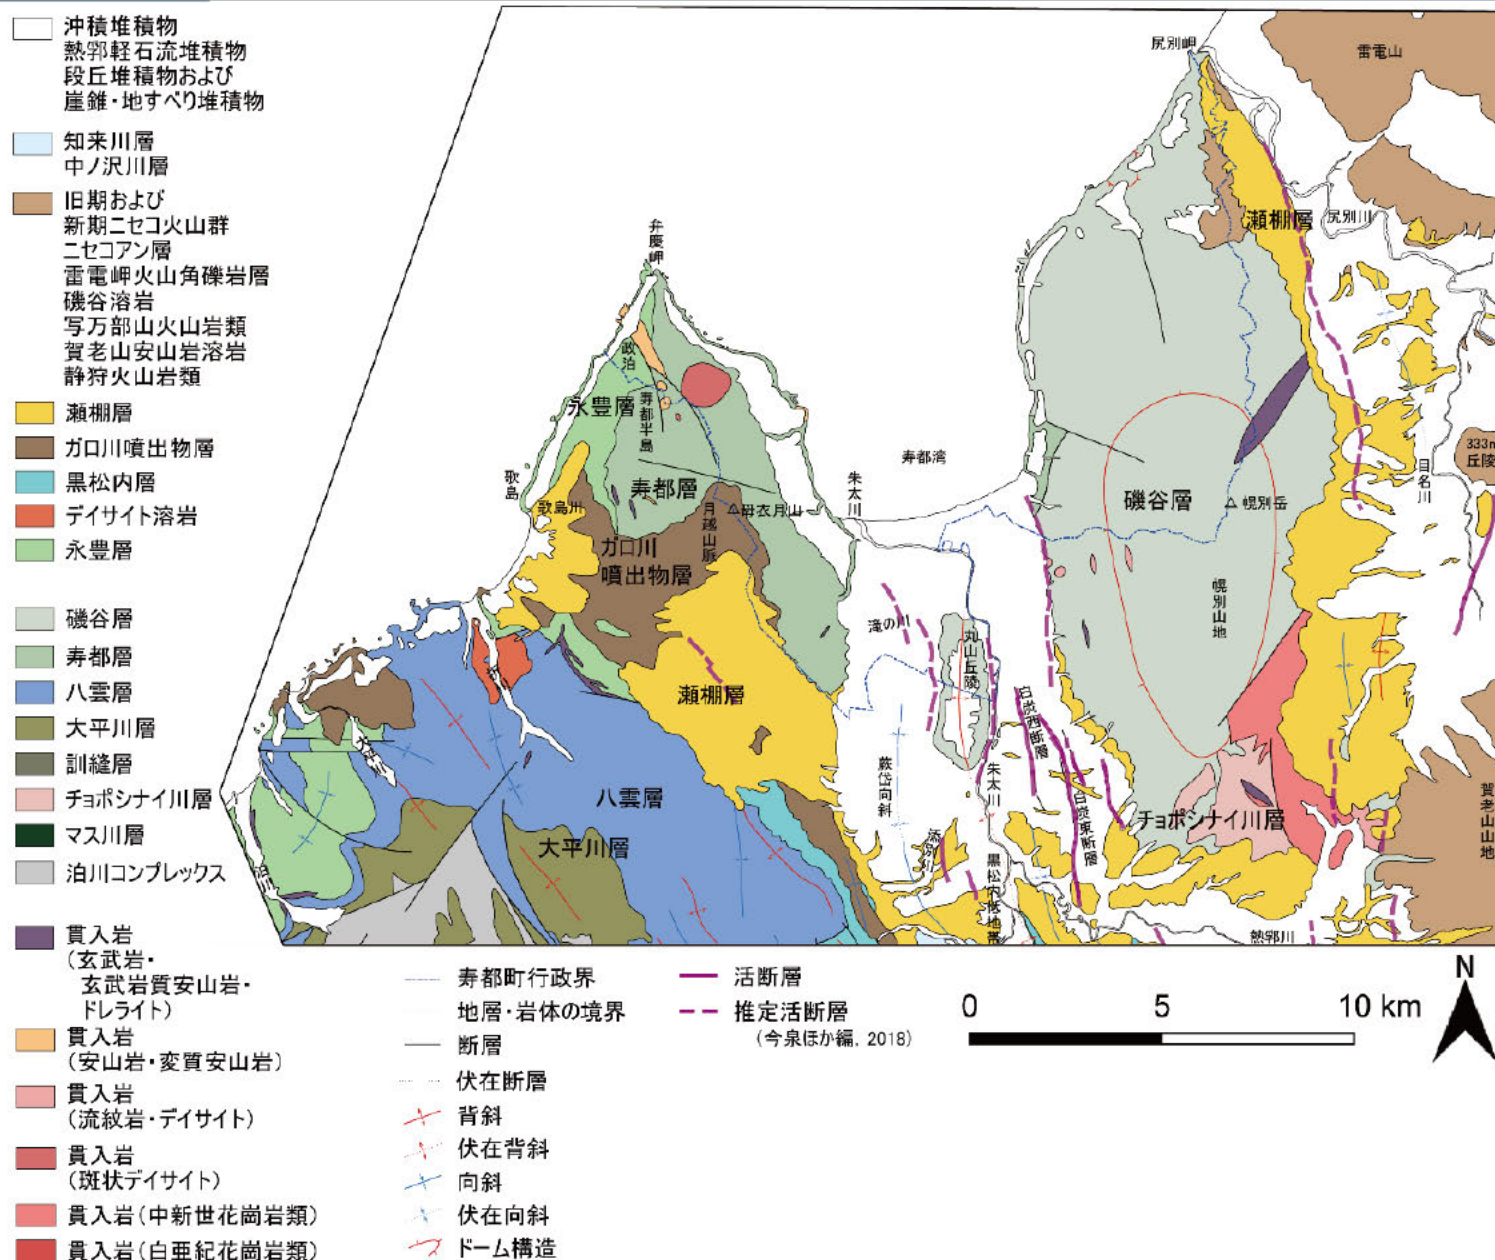 沖積堆積物
熱郛軽石流堆積物
段丘堆積物および
崖錐・地すべり堆積物
知来川層
中ノ沢川層
旧期および
新期ニセコ火山群
ニセコアン層
雷電岬火山角礫岩層
磯谷溶岩
写万部山火山岩類
賀老山安山岩溶岩
静狩火山岩類
瀬棚層
ガロ川噴出物層
黒松内層
デイサイト溶岩
永豊層
磯谷層
寿都層
八雲層
大平川層
訓縫層
チョポシナイ川層
マス川層
泊川コンプレックス
貫入岩
(玄武岩・
玄武岩質安山岩・
ドレライト)
貫入岩
(安山岩・変質安山岩)
貫入岩
(流紋岩・デイサイト)
貫入岩
(斑状デイサイト)
貫入岩(中新世花崗岩類)
貫入岩(白亜紀花崗岩類)
寿都町行政界
地層・岩体の境界
断層
伏在断層
背斜
伏在背斜
向斜
伏在向斜
ドーム構造
活断層
推定活断層
(今泉ほか編, 2018)
0 5 10 km
N
尻別岬
雷電山
瀬棚層
尻別川
弁慶岬
政泊
永豊層
寿都半島
歌島
寿都層
朱太川
寿都湾
磯谷層
幌別岳
目名川
333m
丘陵
歌島川
月越山脈
母衣月山
ガロ川
噴出物層
幌別山地
滝の川
丸山丘陵
瀬棚層
白炭西断層
蕨岱向斜
朱太川
八雲層
大平川層
白炭東断層
チョポシナイ川層
賀老山山地
添別川
黒松内低地帯
熱郛川
泊川